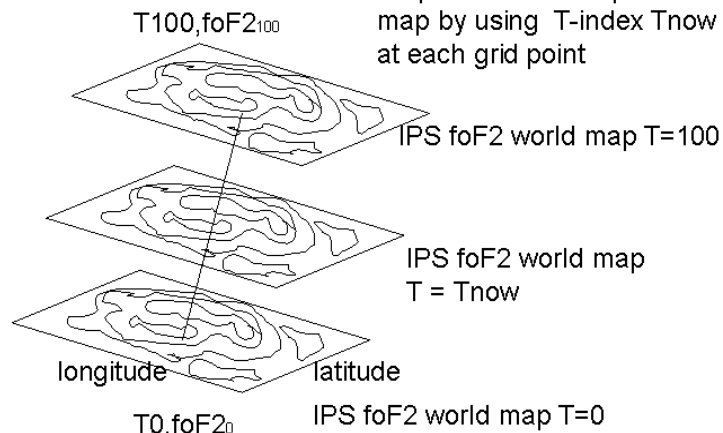 T100,foF2₁₀₀
map by using T-index Tnow
at each grid point
IPS foF2 world map T=100
IPS foF2 world map
T = Tnow
longitude
latitude
T0,foF2₀
IPS foF2 world map T=0